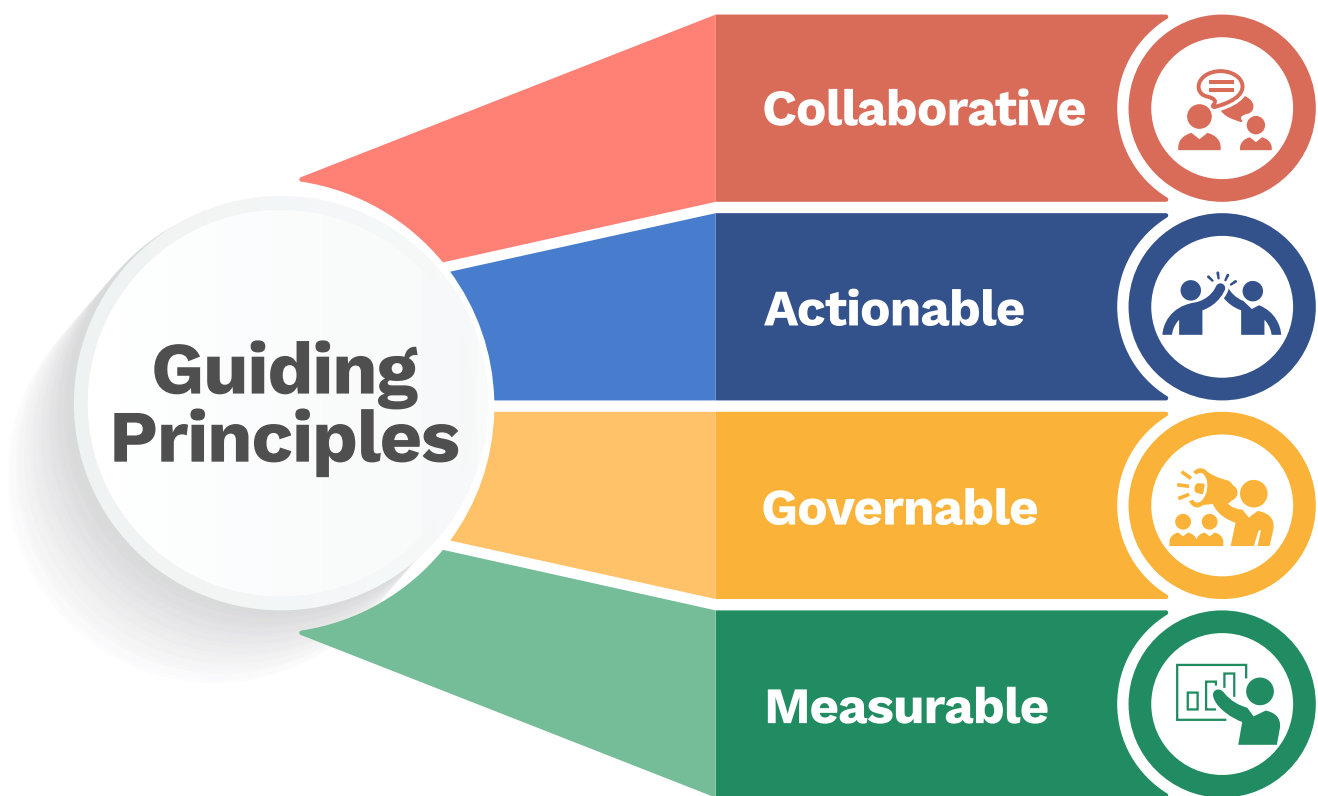 Guiding
Principles
Collaborative
Actionable
Governable
Measurable